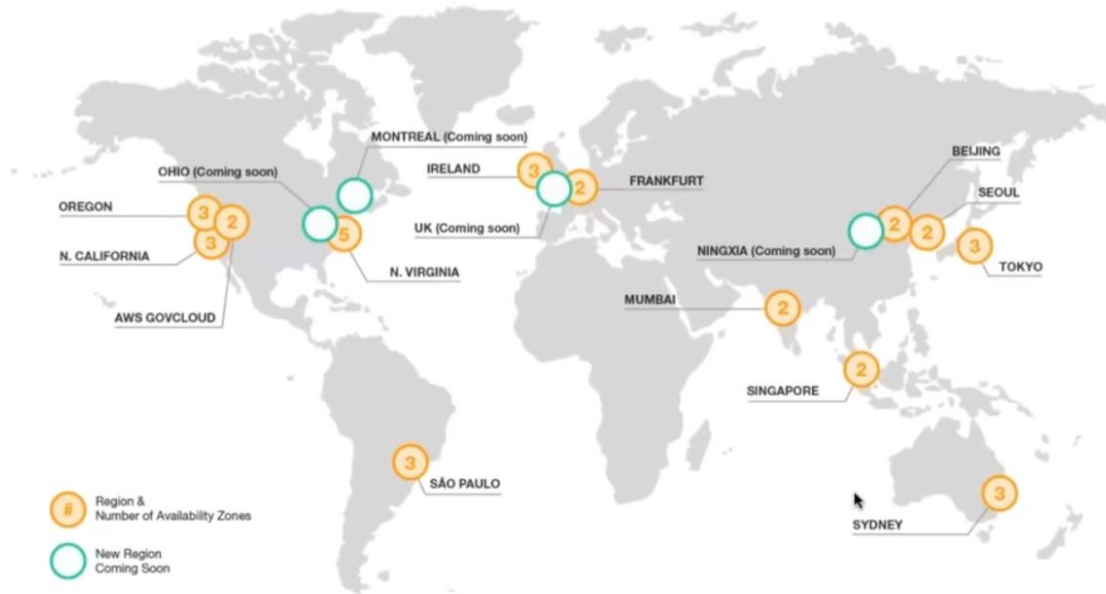 MONTREAL (Coming soon)
OHIO (Coming soon)
IRELAND
3
FRANKFURT
2
BEIJING
2
SEOUL
2
OREGON
3
2
UK (Coming soon)
NINGXIA (Coming soon)
3
TOKYO
N. CALIFORNIA
3
5
N. VIRGINIA
AWS GOVCLOUD
MUMBAI
2
SINGAPORE
2
3
SÃO PAULO
3
SYDNEY
#
Region &
Number of Availability Zones
New Region
Coming Soon